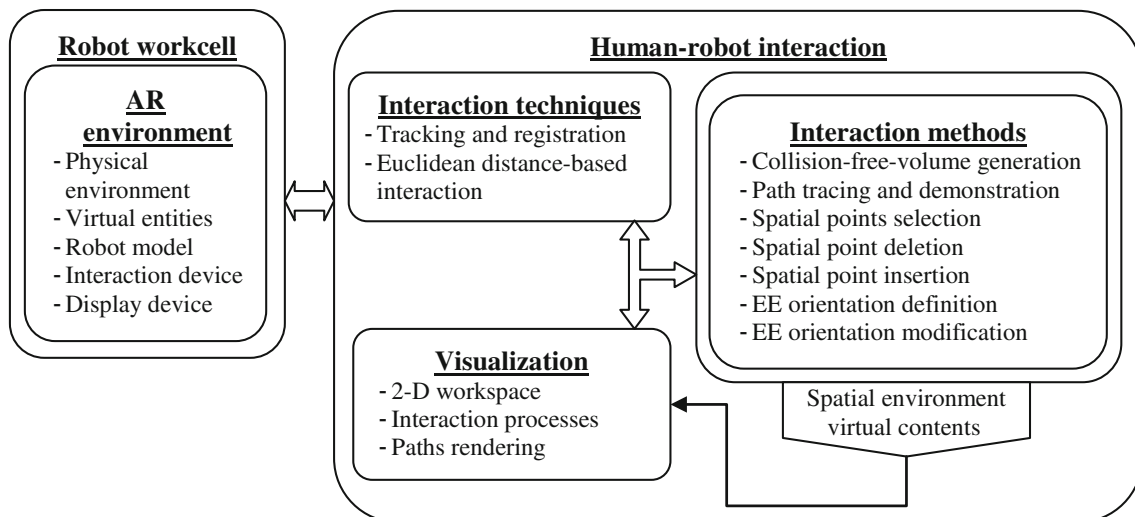 Robot workcell
AR
environment
- Physical
environment
- Virtual entities
- Robot model
- Interaction device
- Display device
Human-robot interaction
Interaction techniques
- Tracking and registration
- Euclidean distance-based
interaction
Interaction methods
- Collision-free-volume generation
- Path tracing and demonstration
- Spatial points selection
- Spatial point deletion
- Spatial point insertion
- EE orientation definition
- EE orientation modification
Visualization
- 2-D workspace
- Interaction processes
- Paths rendering
Spatial environment
virtual contents